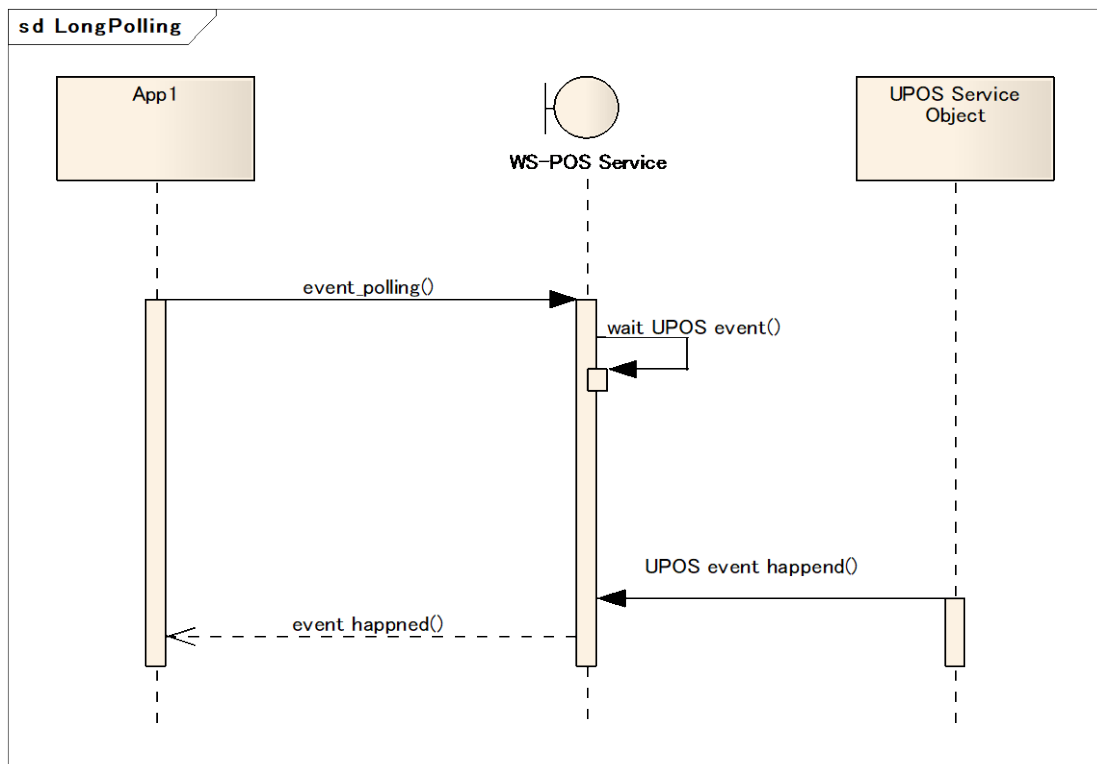 sd LongPolling
App1
WS-POS Service
UPOS Service
Object
event_polling()
wait UPOS event()
UPOS event happend()
event happned()